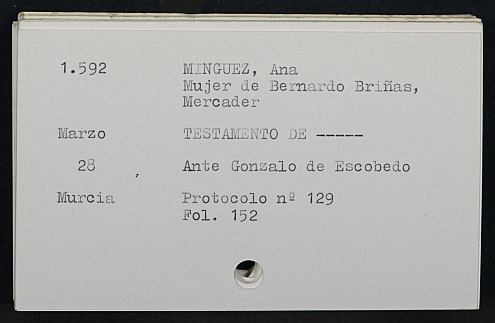 1.592 MINGUEZ, Ana
Mujer de Bernardo Briñas,
Mercader
Marzo TESTAMENTO DE -----
28 , Ante Gonzalo de Escobedo
Murcia Protocolo nº 129
Fol. 152